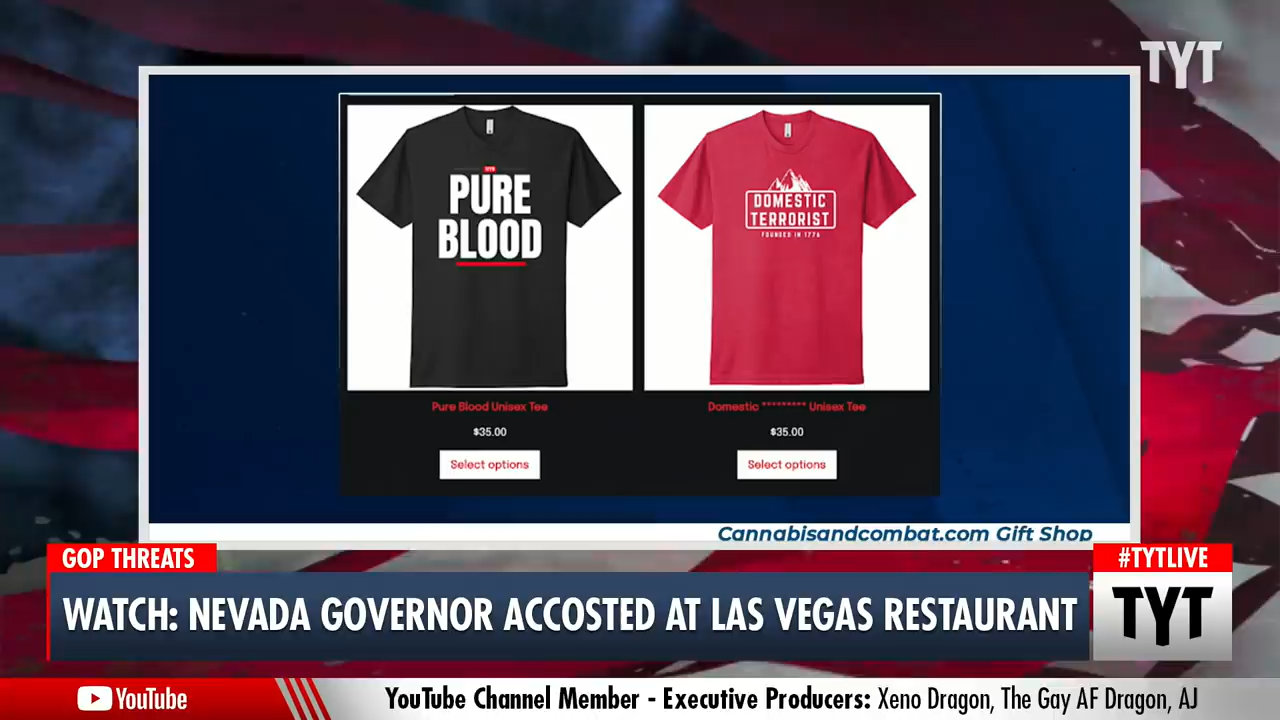 TYT
1776
PURE
BLOOD
DOMESTIC
TERRORIST
FOUNDED IN 1776
Pure Blood Unisex Tee
Domestic ********* Unisex Tee
$35.00
$35.00
Select options
Select options
Cannabisandcombat.com Gift Shop
GOP THREATS
#TYTLIVE
WATCH: NEVADA GOVERNOR ACCOSTED AT LAS VEGAS RESTAURANT
TYT
YouTube
YouTube Channel Member - Executive Producers: Xeno Dragon, The Gay AF Dragon, AJ